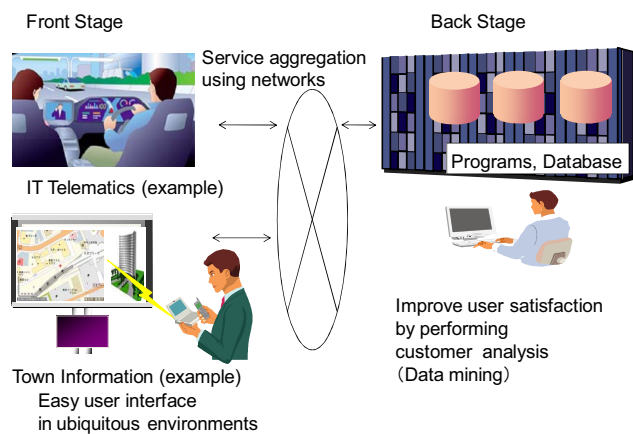 Front Stage
Back Stage
Service aggregation
using networks
Programs, Database
IT Telematics (example)
Improve user satisfaction
by performing
customer analysis
(Data mining)
Town Information (example)
Easy user interface
in ubiquitous environments